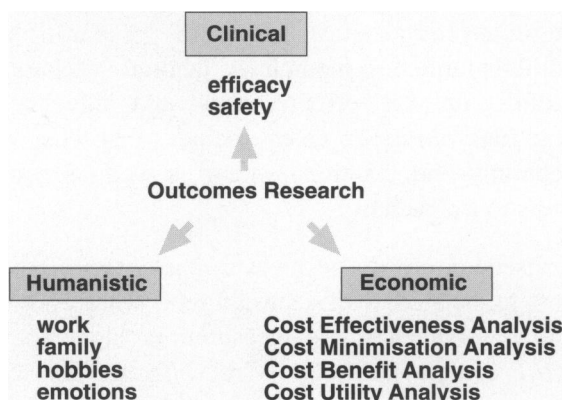 Clinical
efficacy
safety
Outcomes Research
Humanistic
work
family
hobbies
emotions
Economic
Cost Effectiveness Analysis
Cost Minimisation Analysis
Cost Benefit Analysis
Cost Utility Analysis